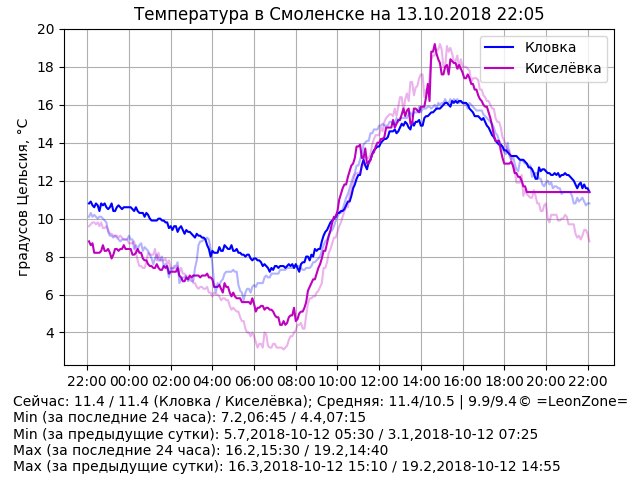 Температура в Смоленске на 13.10.2018 22:05
Кловка
Киселёвка
градусов Цельсия, °C
20
18
16
14
12
10
8
6
4
22:00 00:00 02:00 04:00 06:00 08:00 10:00 12:00 14:00 16:00 18:00 20:00 22:00
Сейчас: 11.4 / 11.4 (Кловка / Киселёвка); Средняя: 11.4/10.5 | 9.9/9.4© =LeonZone=
Min (за последние 24 часа): 7.2,06:45 / 4.4,07:15
Min (за предыдущие сутки): 5.7,2018-10-12 05:30 / 3.1,2018-10-12 07:25
Max (за последние 24 часа): 16.2,15:30 / 19.2,14:40
Max (за предыдущие сутки): 16.3,2018-10-12 15:10 / 19.2,2018-10-12 14:55